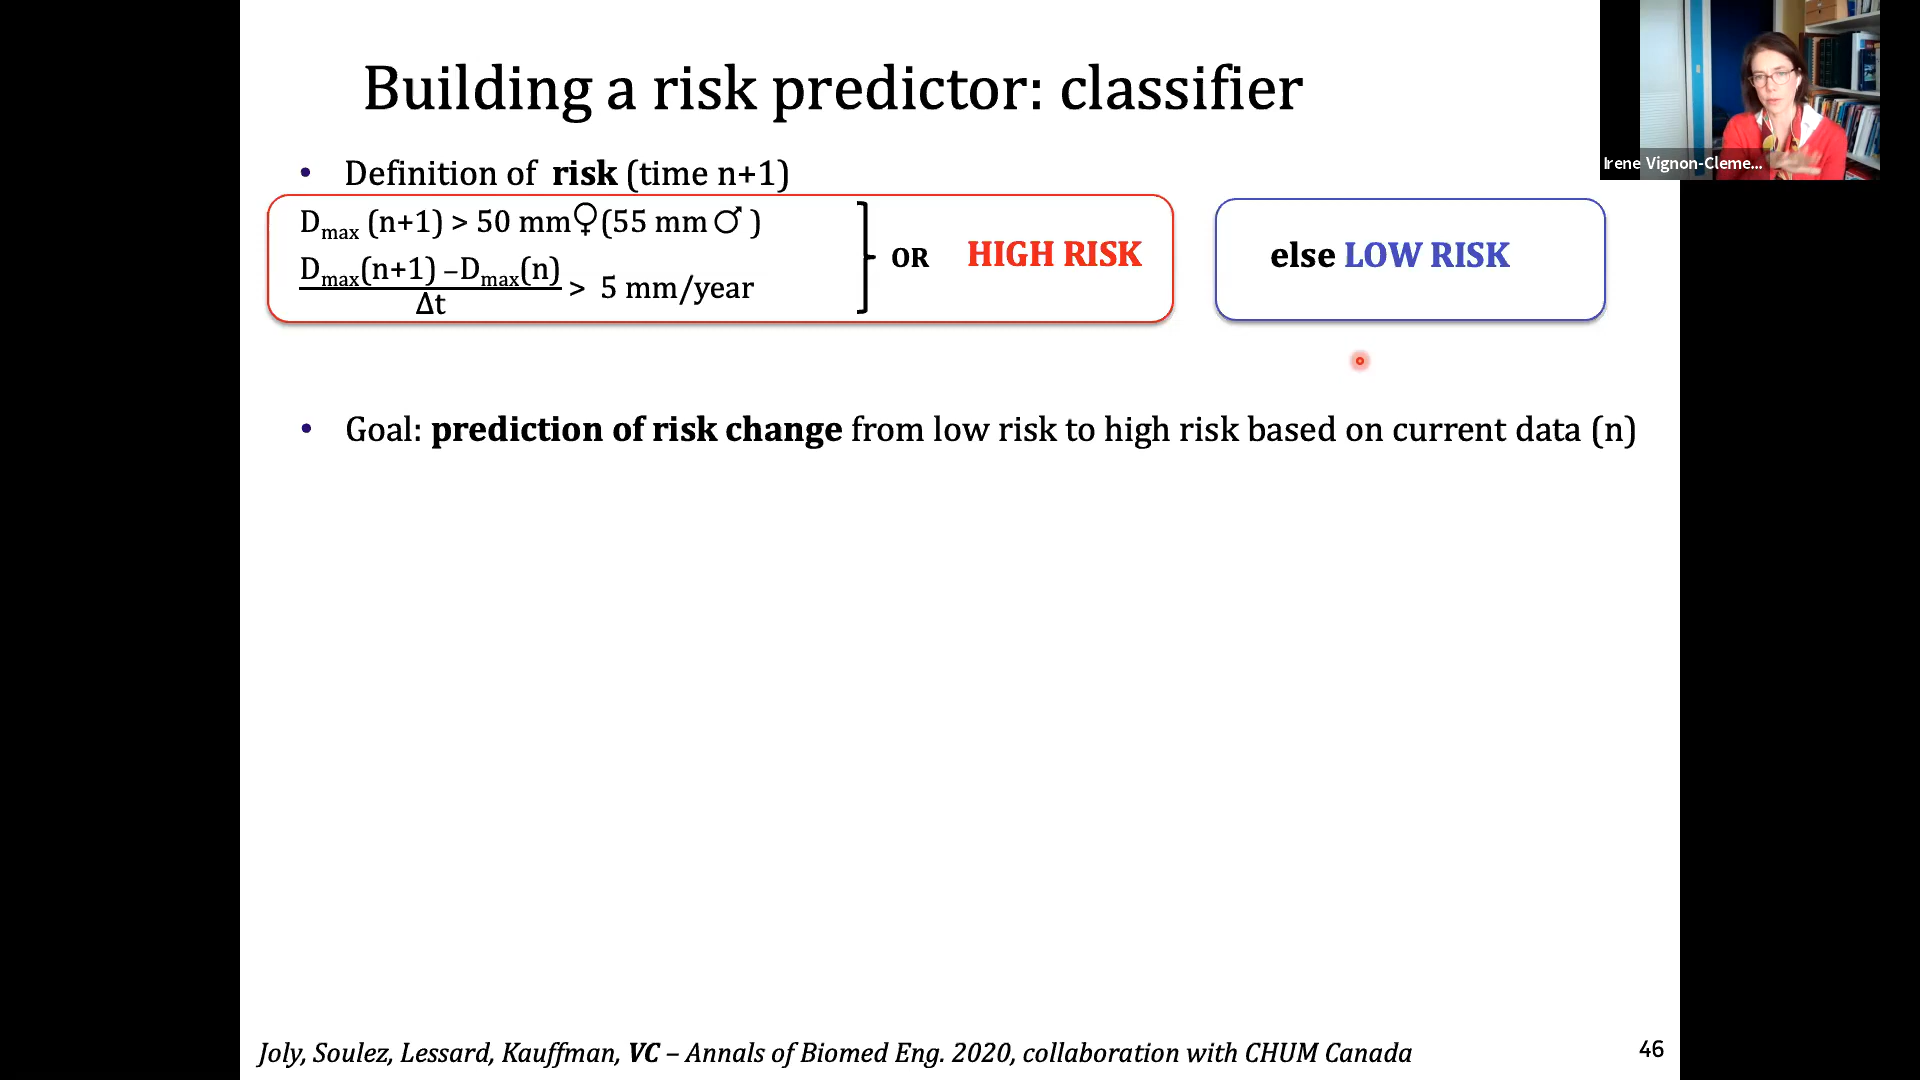 Building a risk predictor: classifier
Irene Vignon-Cleme...
• Definition of risk (time n+1)
Dmax (n+1) > 50 mm♀(55 mm ♂ )
Dmax(n+1) –Dmax(n)
Δt
> 5 mm/year
OR HIGH RISK
else LOW RISK
• Goal: prediction of risk change from low risk to high risk based on current data (n)
Joly, Soulez, Lessard, Kauffman, VC – Annals of Biomed Eng. 2020, collaboration with CHUM Canada
46